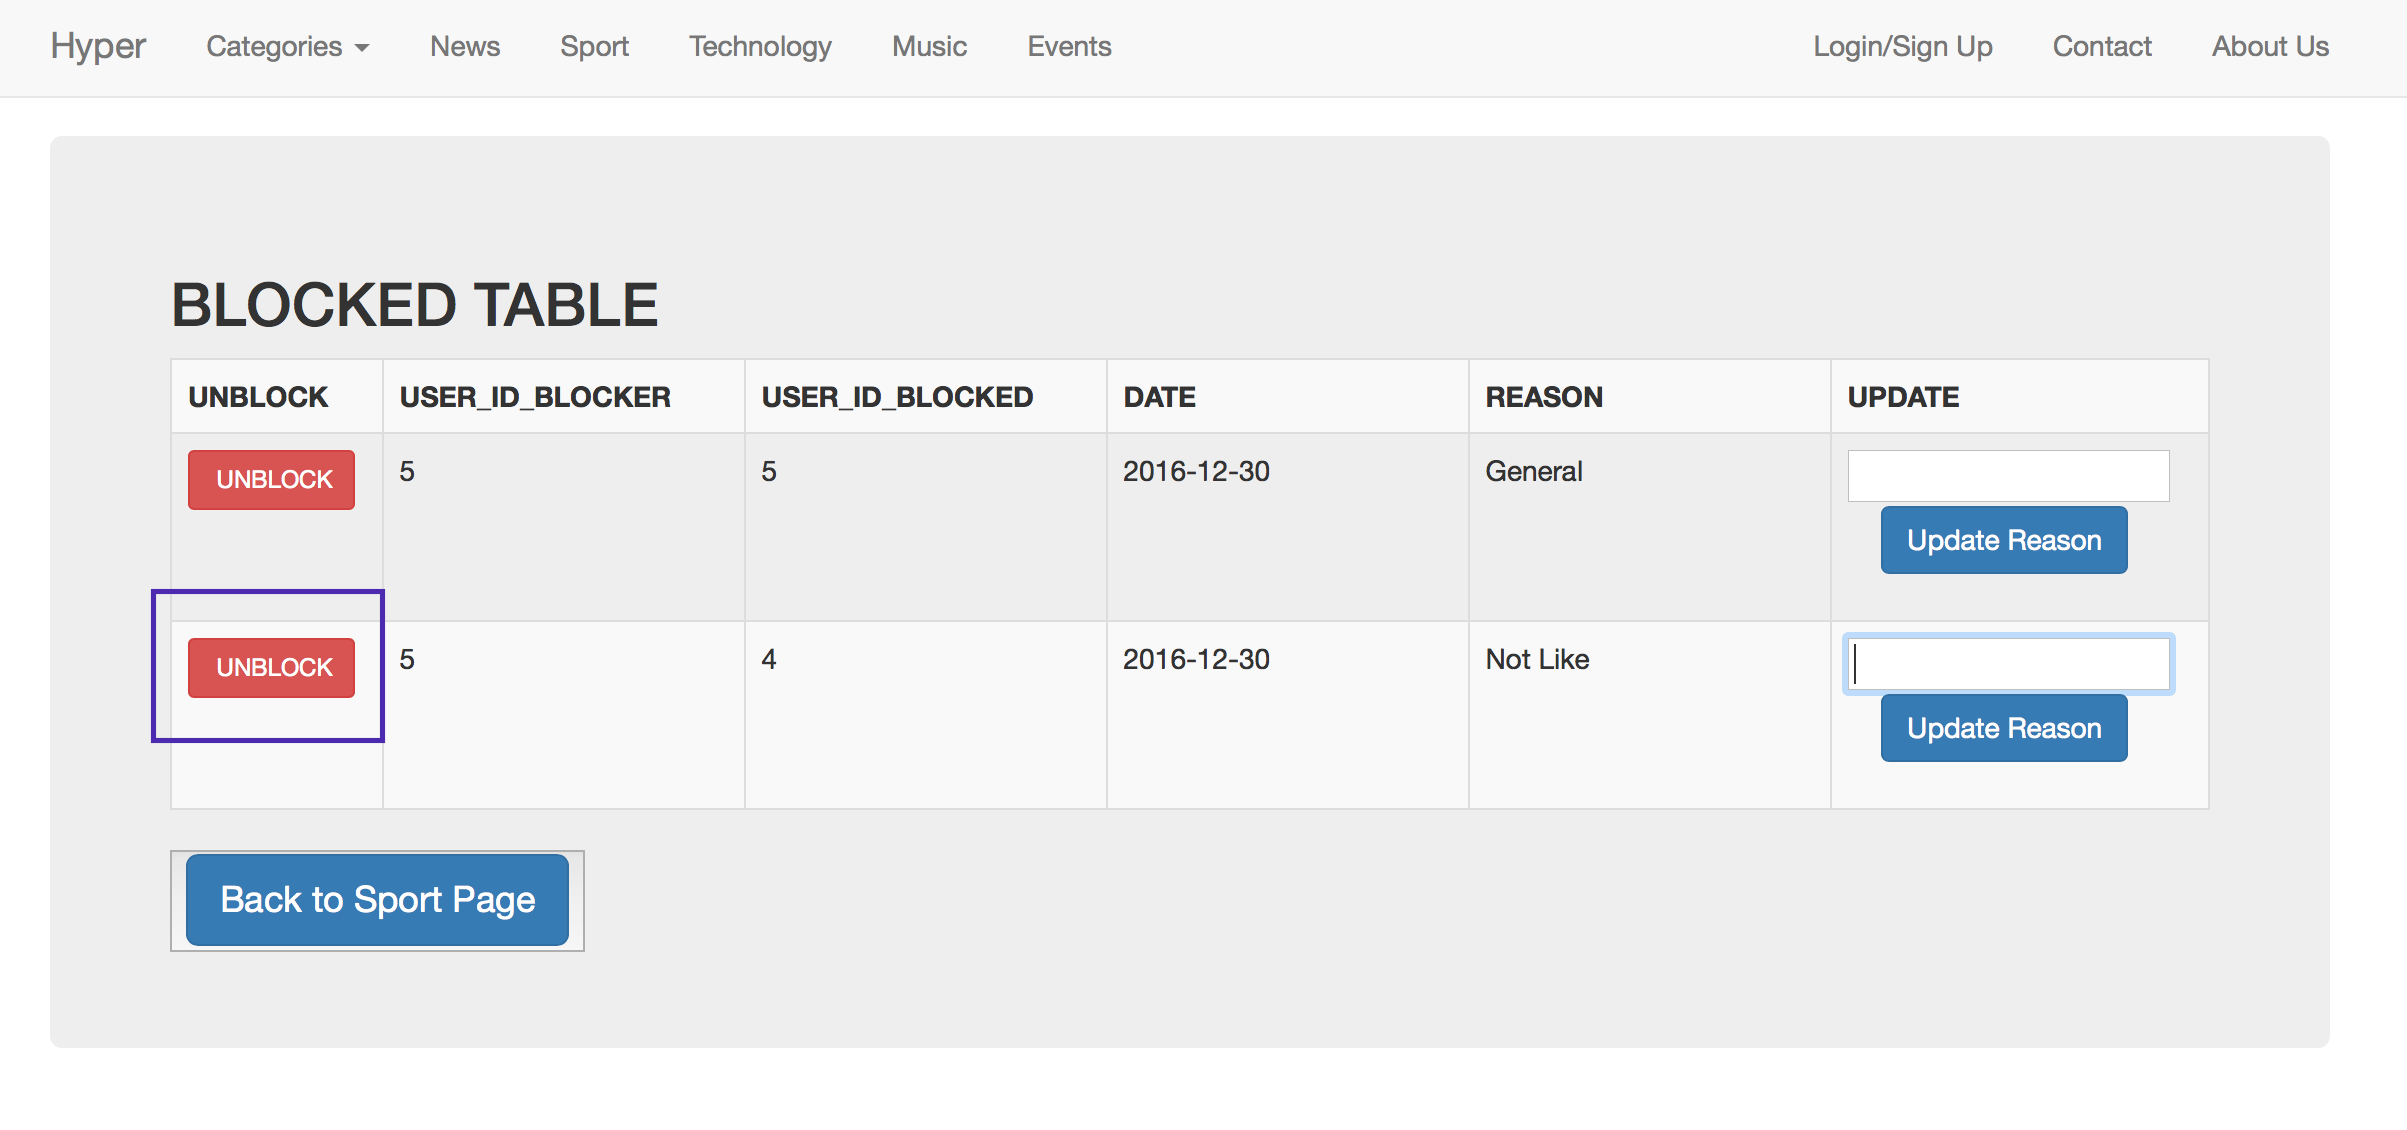 Hyper Categories News Sport Technology Music Events Login/Sign Up Contact About Us
BLOCKED TABLE
UNBLOCK USER_ID_BLOCKER USER_ID_BLOCKED DATE REASON UPDATE
UNBLOCK 5 5 2016-12-30 General
Update Reason
UNBLOCK 5 4 2016-12-30 Not Like
Update Reason
Back to Sport Page